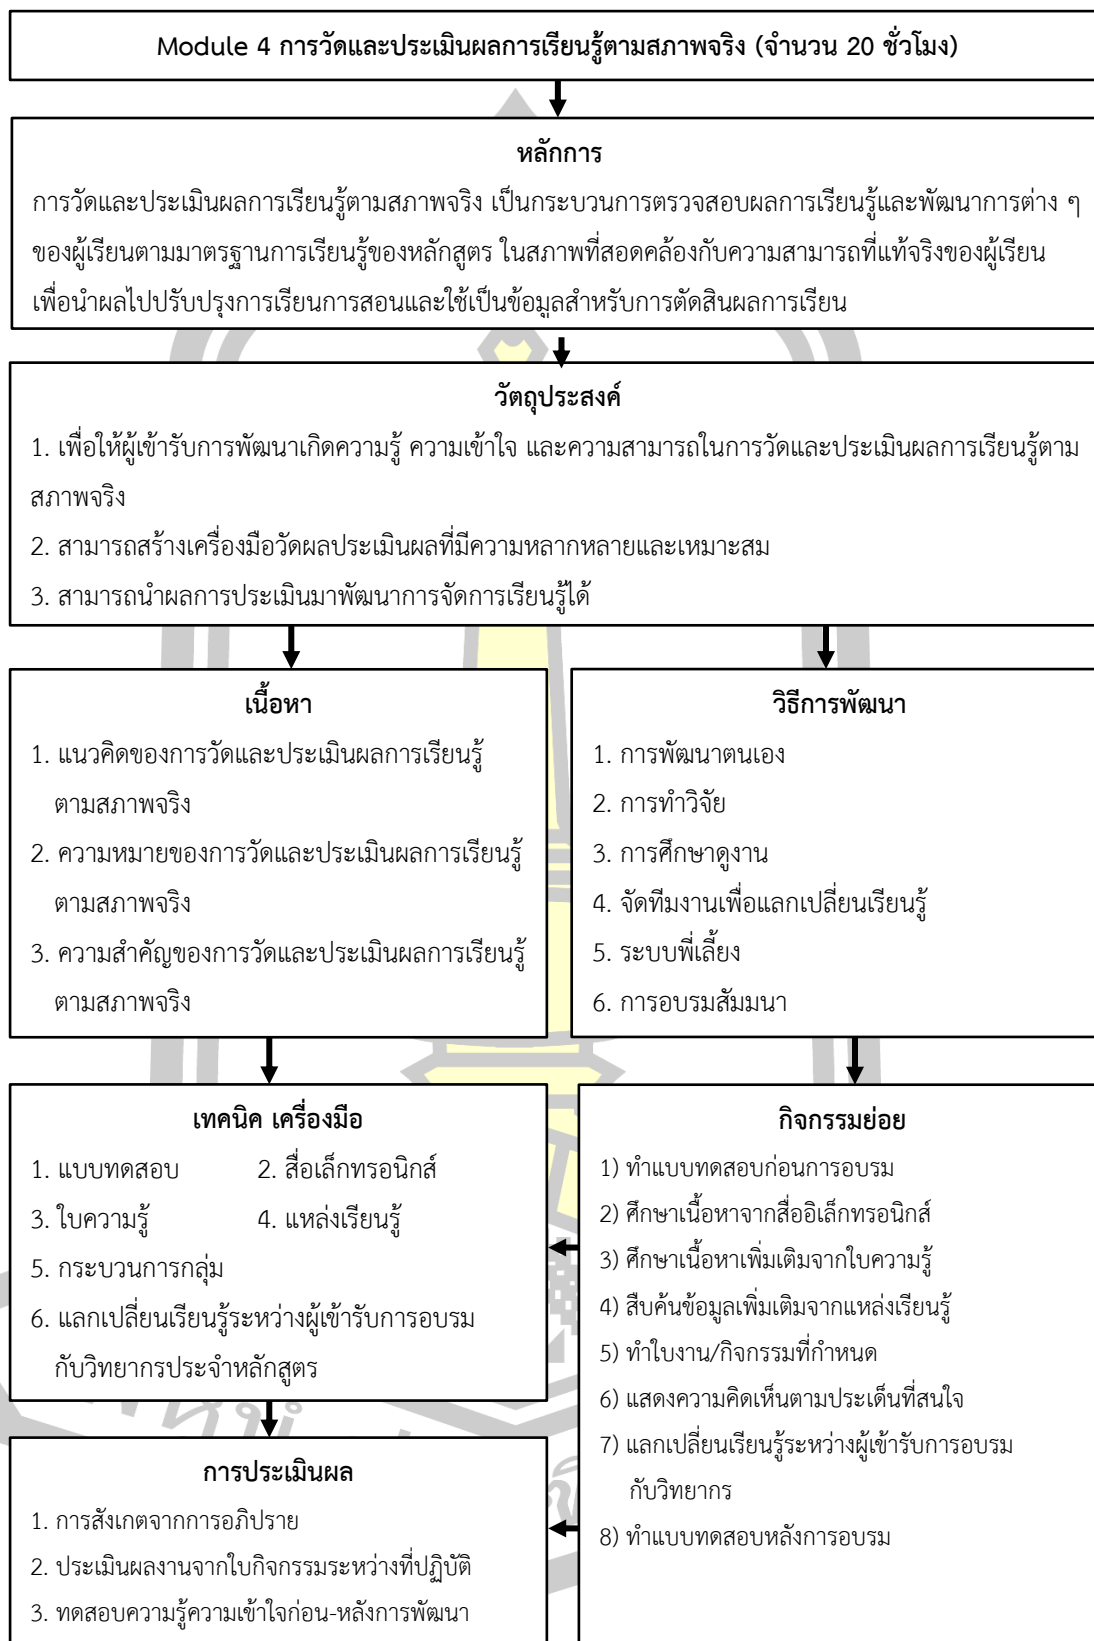 Module 4 การวัดและประเมินผลการเรียนรู้ตามสภาพจริง (จำนวน 20 ชั่วโมง)
หลักการ
การวัดและประเมินผลการเรียนรู้ตามสภาพจริง เป็นกระบวนการตรวจสอบผลการเรียนรู้และพัฒนาการต่าง ๆ
ของผู้เรียนตามมาตรฐานการเรียนรู้ของหลักสูตร ในสภาพที่สอดคล้องกับความสามารถที่แท้จริงของผู้เรียน
เพื่อนำผลไปปรับปรุงการเรียนการสอนและใช้เป็นข้อมูลสำหรับการตัดสินผลการเรียน
วัตถุประสงค์
1. เพื่อให้ผู้เข้ารับการพัฒนาเกิดความรู้ ความเข้าใจ และความสามารถในการวัดและประเมินผลการเรียนรู้ตาม
สภาพจริง
2. สามารถสร้างเครื่องมือวัดผลประเมินผลที่มีความหลากหลายและเหมาะสม
3. สามารถนำผลการประเมินมาพัฒนาการจัดการเรียนรู้ได้
เนื้อหา
1. แนวคิดของการวัดและประเมินผลการเรียนรู้
ตามสภาพจริง
2. ความหมายของการวัดและประเมินผลการเรียนรู้
ตามสภาพจริง
3. ความสำคัญของการวัดและประเมินผลการเรียนรู้
ตามสภาพจริง
วิธีการพัฒนา
1. การพัฒนาตนเอง
2. การทำวิจัย
3. การศึกษาดูงาน
4. จัดทีมงานเพื่อแลกเปลี่ยนเรียนรู้
5. ระบบพี่เลี้ยง
6. การอบรมสัมมนา
เทคนิค เครื่องมือ
1. แบบทดสอบ 2. สื่อเล็กทรอนิกส์
3. ใบความรู้ 4. แหล่งเรียนรู้
5. กระบวนการกลุ่ม
6. แลกเปลี่ยนเรียนรู้ระหว่างผู้เข้ารับการอบรม
กับวิทยากรประจำหลักสูตร
กิจกรรมย่อย
1) ทำแบบทดสอบก่อนการอบรม
2) ศึกษาเนื้อหาจากสื่ออิเล็กทรอนิกส์
3) ศึกษาเนื้อหาเพิ่มเติมจากใบความรู้
4) สืบค้นข้อมูลเพิ่มเติมจากแหล่งเรียนรู้
5) ทำใบงาน/กิจกรรมที่กำหนด
6) แสดงความคิดเห็นตามประเด็นที่สนใจ
7) แลกเปลี่ยนเรียนรู้ระหว่างผู้เข้ารับการอบรม
กับวิทยากร
8) ทำแบบทดสอบหลังการอบรม
การประเมินผล
1. การสังเกตจากการอภิปราย
2. ประเมินผลงานจากใบกิจกรรมระหว่างที่ปฏิบัติ
3. ทดสอบความรู้ความเข้าใจก่อน-หลังการพัฒนา